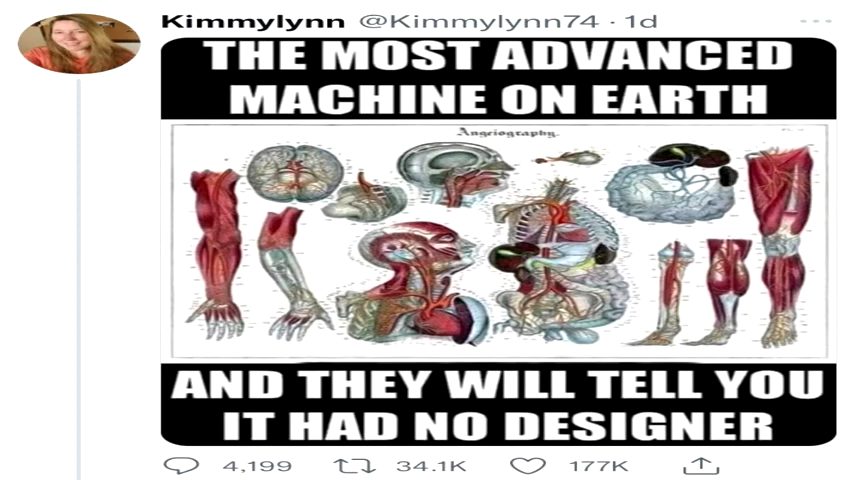 Kimmylynn @Kimmylynn74 · 1d
THE MOST ADVANCED
MACHINE ON EARTH
Angeiography.
AND THEY WILL TELL YOU
IT HAD NO DESIGNER
4,199 34.1K 177K